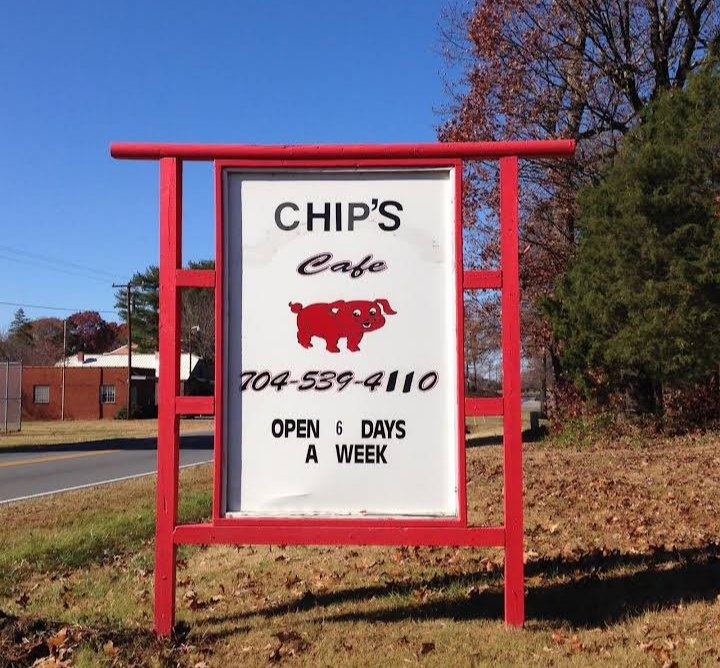 CHIP'S
Cafe
704-539-4110
OPEN 6 DAYS
A WEEK